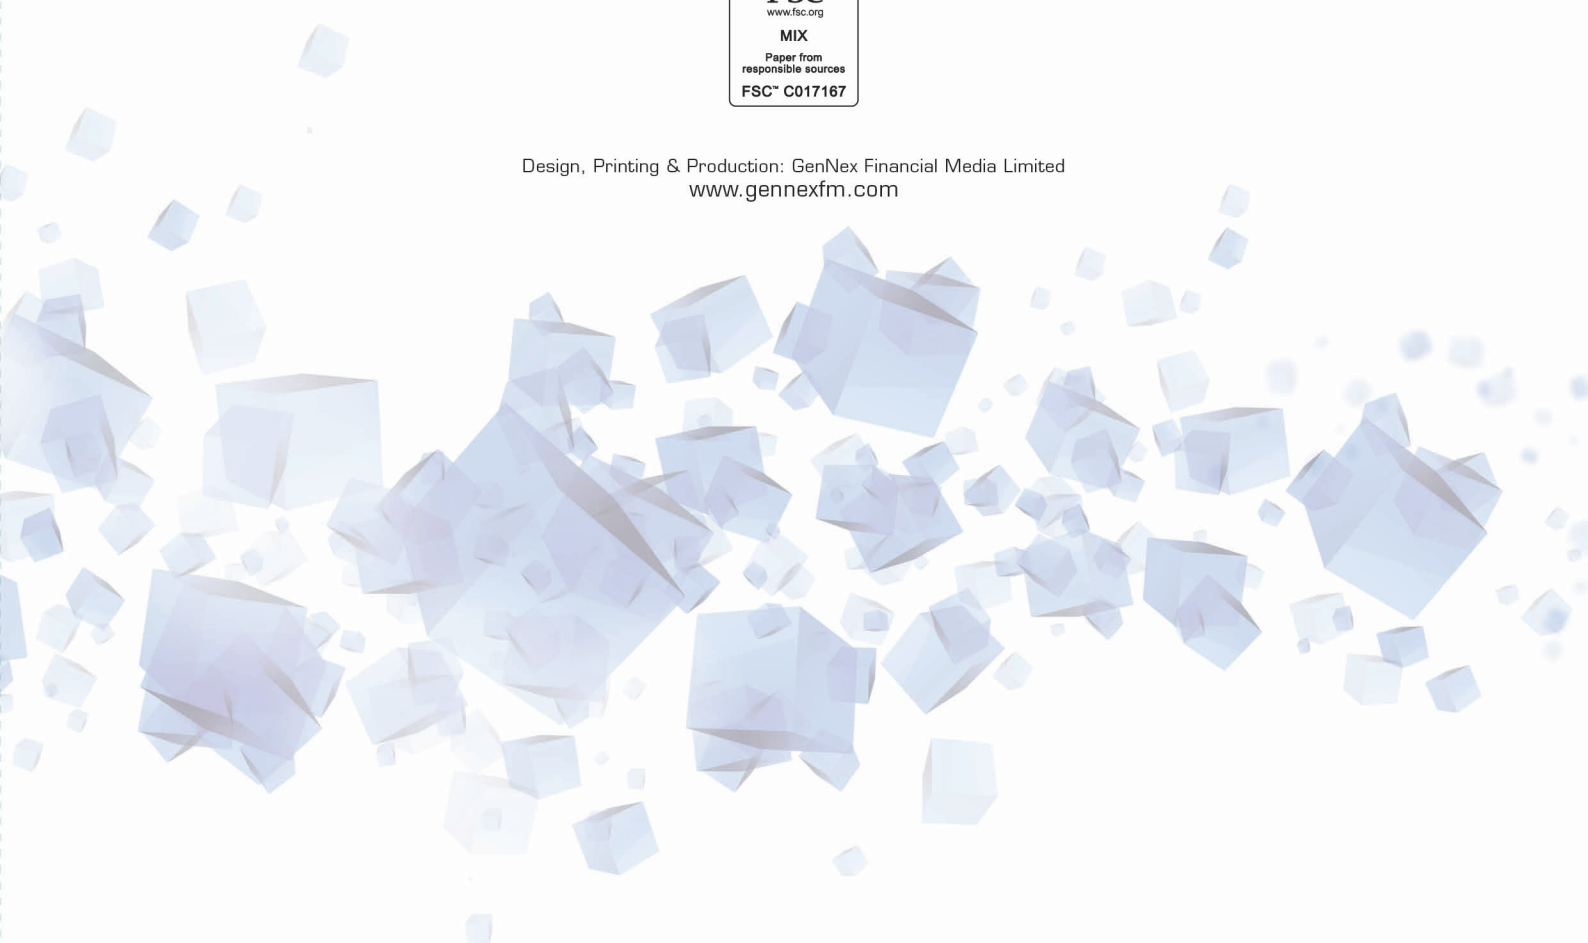 FSC
www.fsc.org
MIX
Paper from
responsible sources
FSC™ C017167
Design, Printing & Production: GenNex Financial Media Limited
www.gennexfm.com